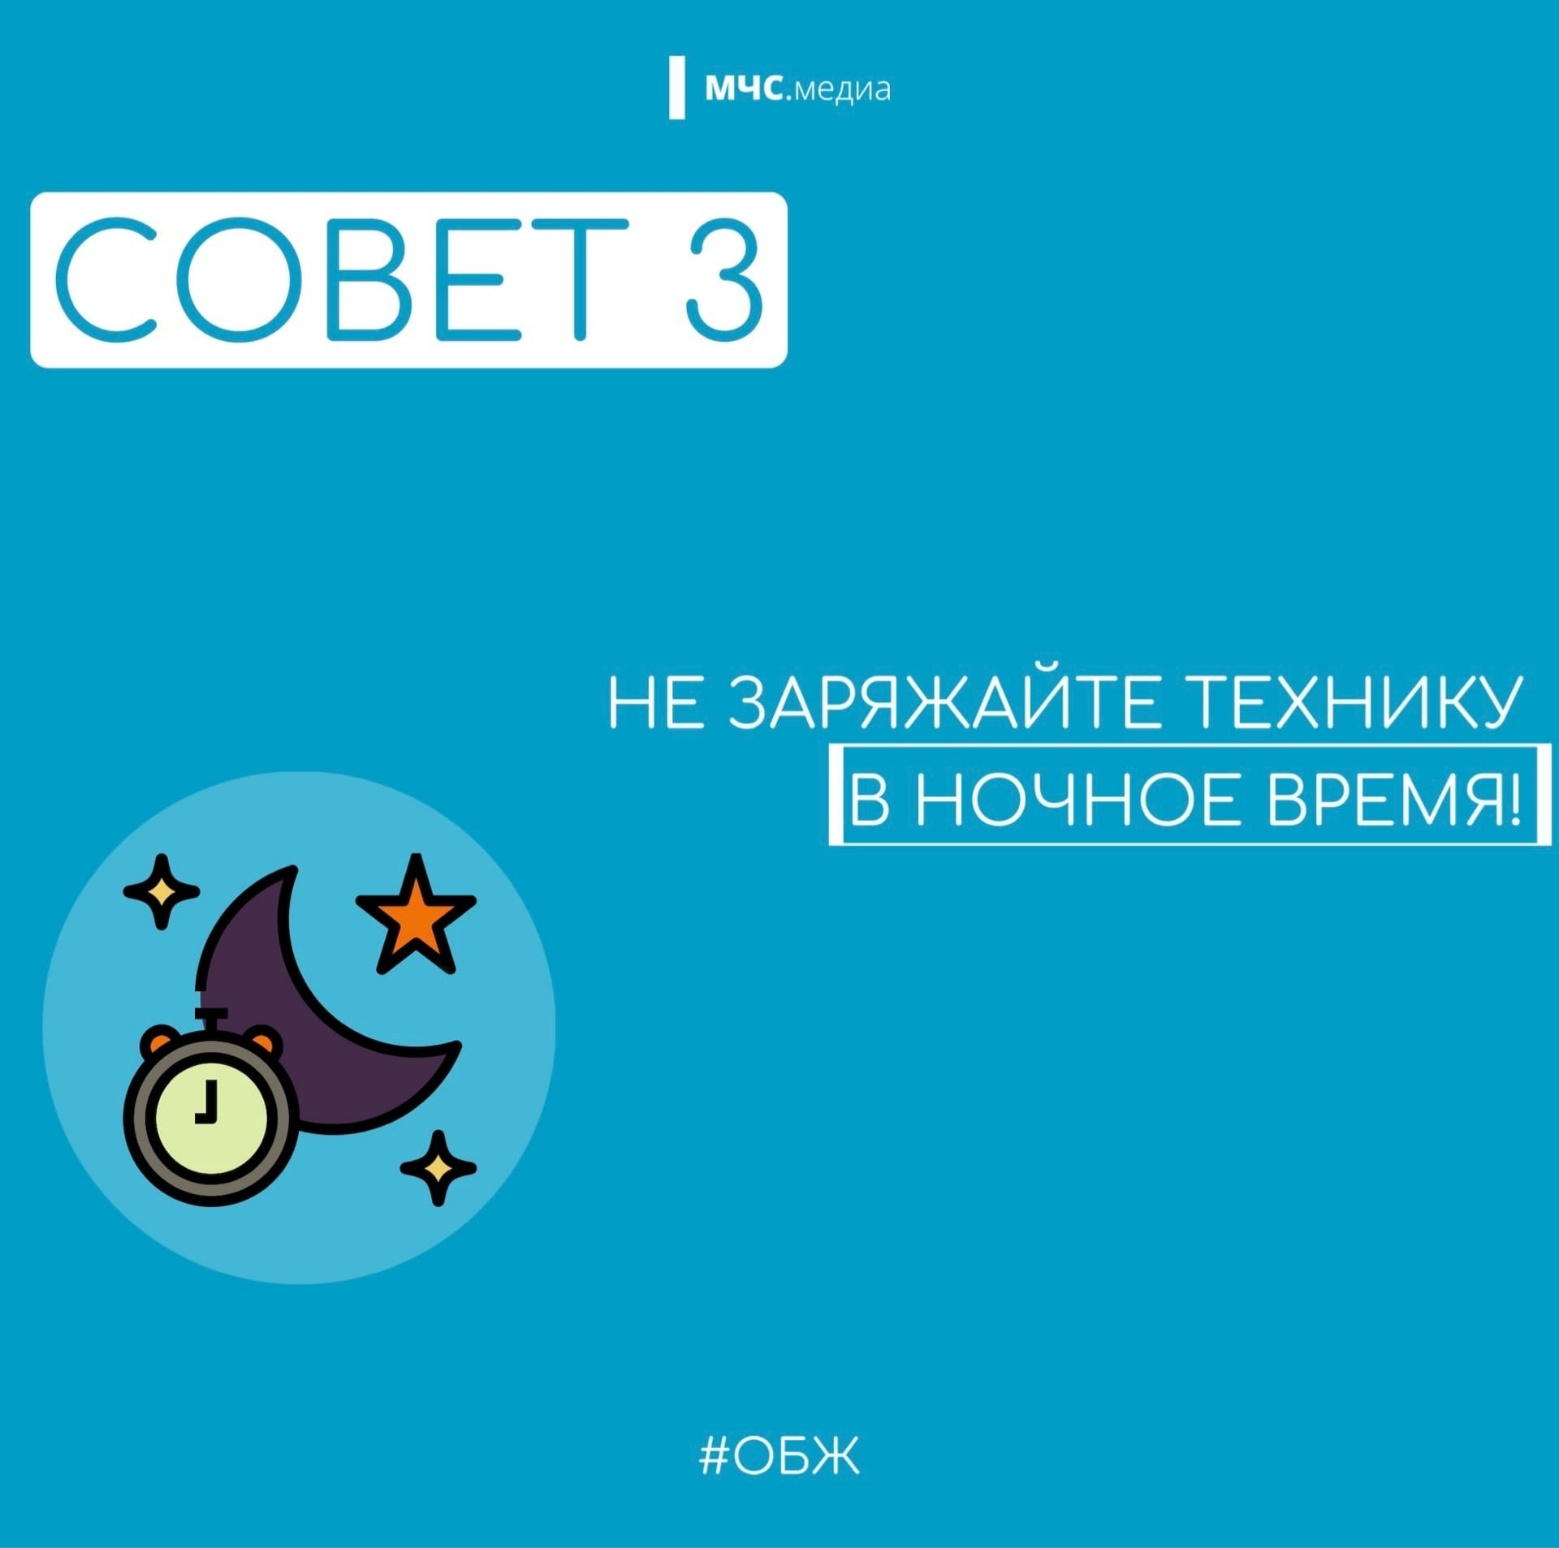 МЧС.медиа
СОВЕТ 3
НЕ ЗАРЯЖАЙТЕ ТЕХНИКУ
В НОЧНОЕ ВРЕМЯ!
#ОБЖ